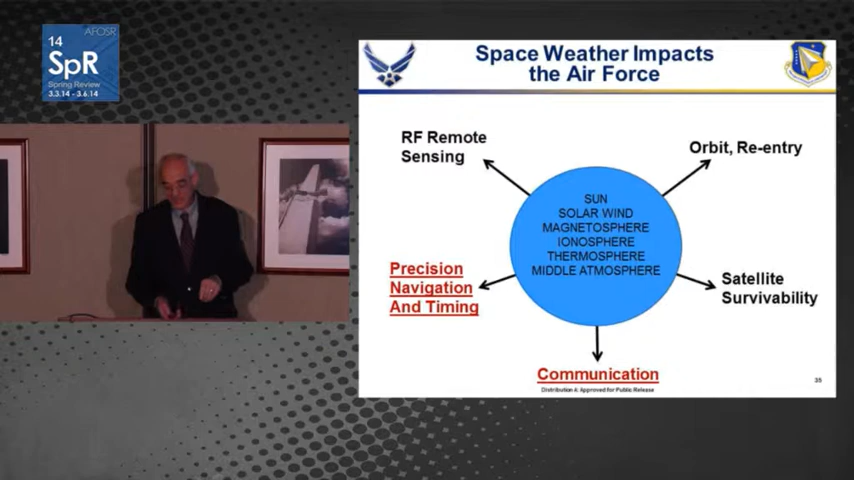 AFOSR
14
SpR
Spring Review
3.3.14 - 3.6.14
Space Weather Impacts
the Air Force
RF Remote
Sensing
Orbit, Re-entry
SUN
SOLAR WIND
MAGNETOSPHERE
IONOSPHERE
THERMOSPHERE
MIDDLE ATMOSPHERE
Precision
Navigation
And Timing
Satellite
Survivability
Communication
Distribution A: Approved for Public Release
35